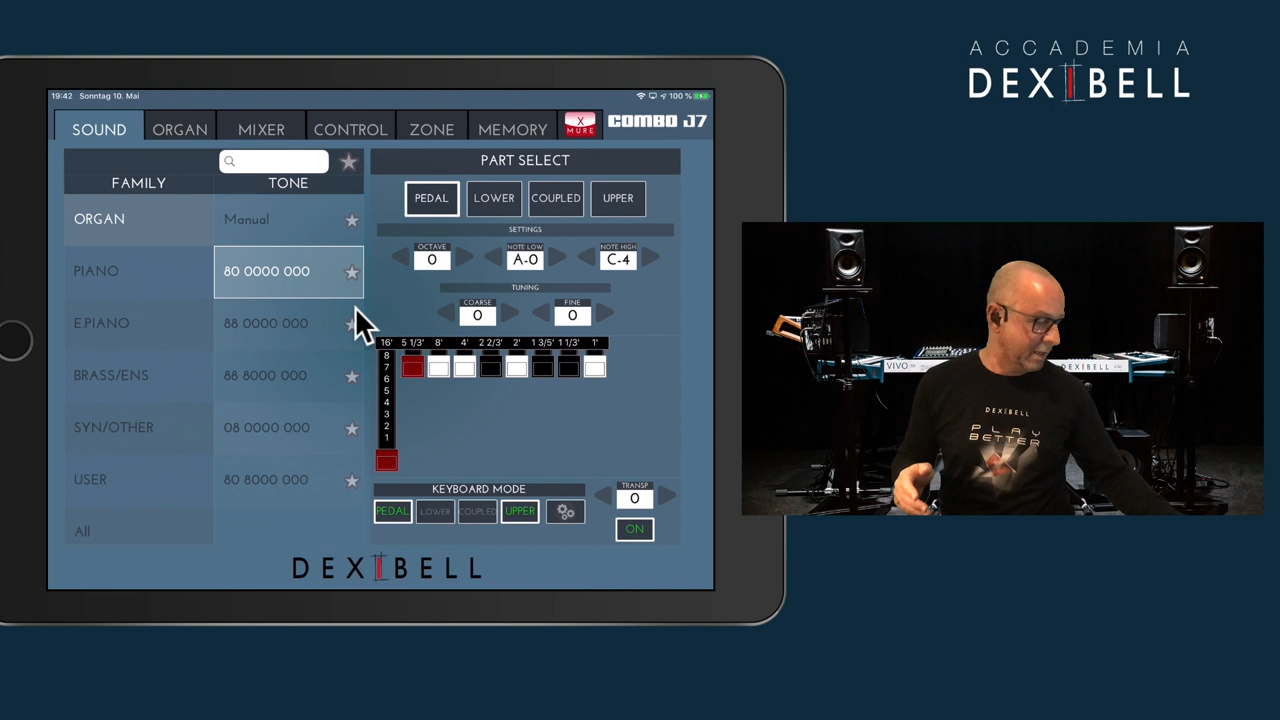 ACCADEMIA
DEXIBELL
19:42 Sonntag 10. Mai
100 %
SOUND
ORGAN
MIXER
CONTROL
ZONE
MEMORY
X
MURE
COMBO J7
FAMILY
TONE
ORGAN
Manual
PIANO
80 0000 000
E.PIANO
88 0000 000
BRASS/ENS
88 8000 000
SYN/OTHER
08 0000 000
USER
80 8000 000
All
PART SELECT
PEDAL
LOWER
COUPLED
UPPER
SETTINGS
OCTAVE
0
NOTE LOW
A-0
NOTE HIGH
C-4
TUNING
COARSE
0
FINE
0
16' 5 1/3' 8' 4' 2 2/3' 2' 1 3/5' 1 1/3' 1'
8
7
6
5
4
3
2
1
KEYBOARD MODE
PEDAL
LOWER
COUPLED
UPPER
TRANSP
0
ON
DEXIBELL
VIVO
DEXIBELL
DEXIBELL
PLAY
BETTER